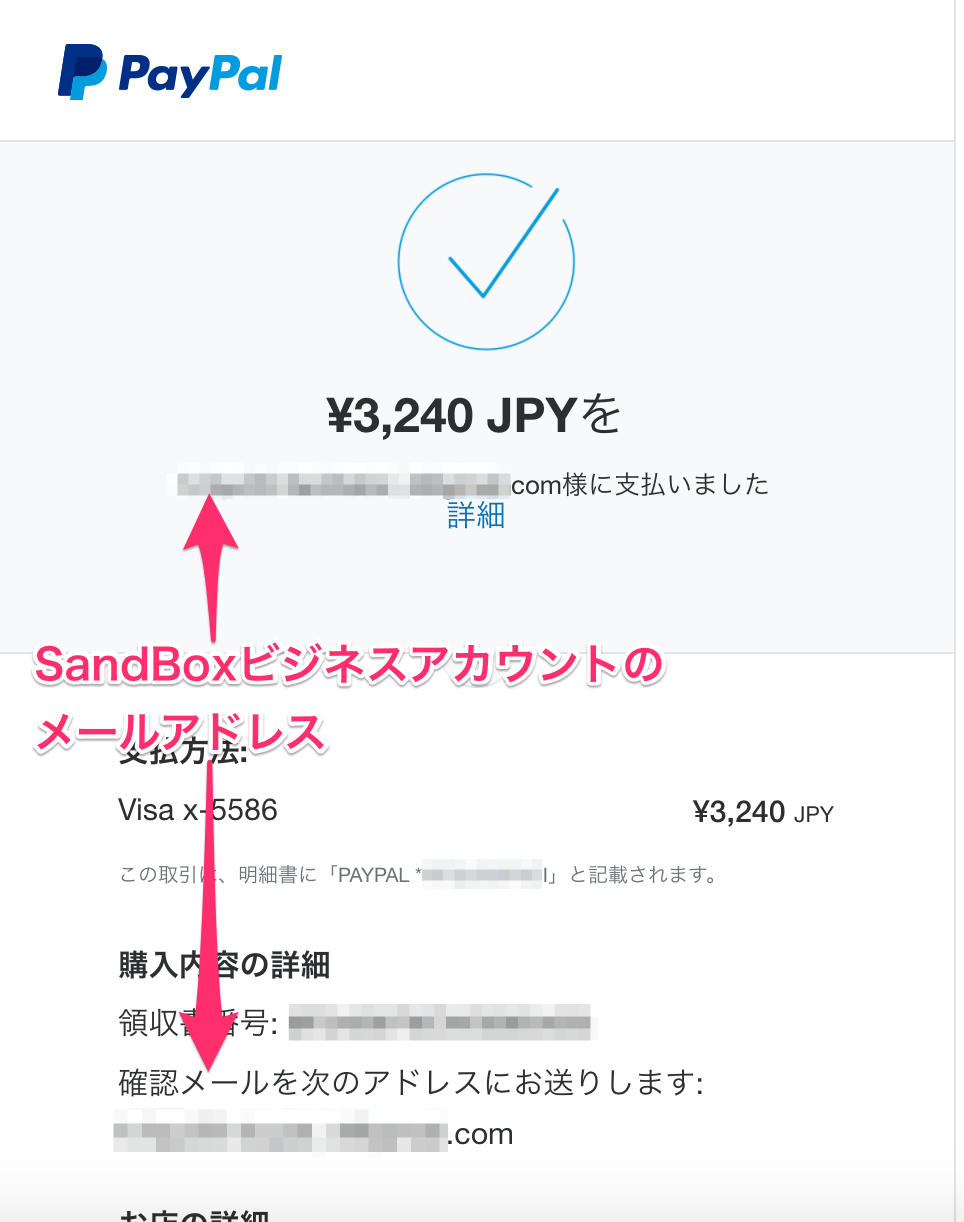 PayPal
¥3,240 JPYを
com様に支払いました
詳細
SandBoxビジネスアカウントの
メールアドレス
支払方法:
Visa x-5586
¥3,240 JPY
この取引は、明細書に「PAYPAL *l」と記載されます。
購入内容の詳細
領収書番号:
確認メールを次のアドレスにお送りします:
.com
お店の詳細